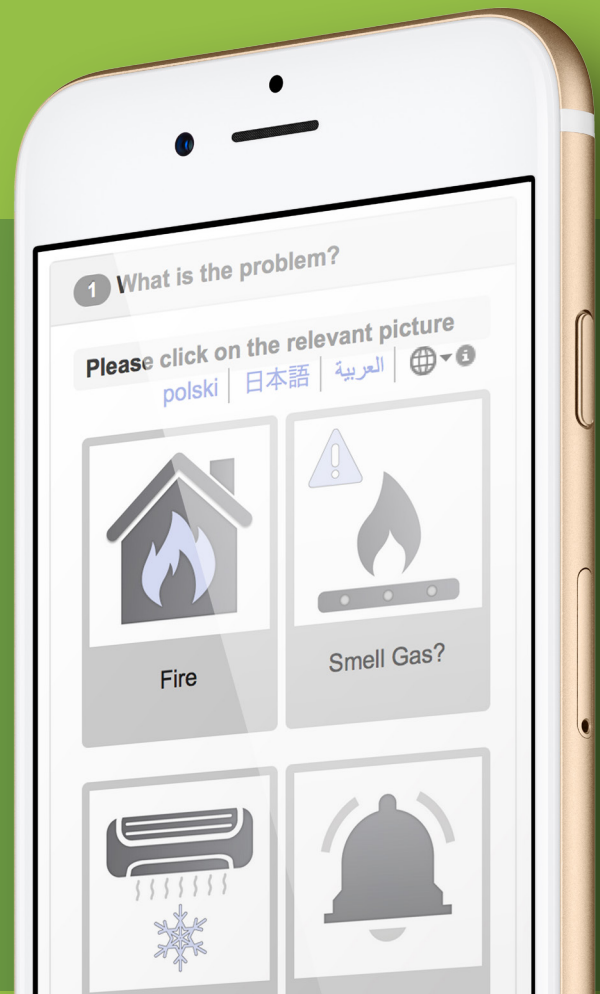 1 What is the problem?
Please click on the relevant picture
polski | 日本語 | العربية
Fire
Smell Gas?